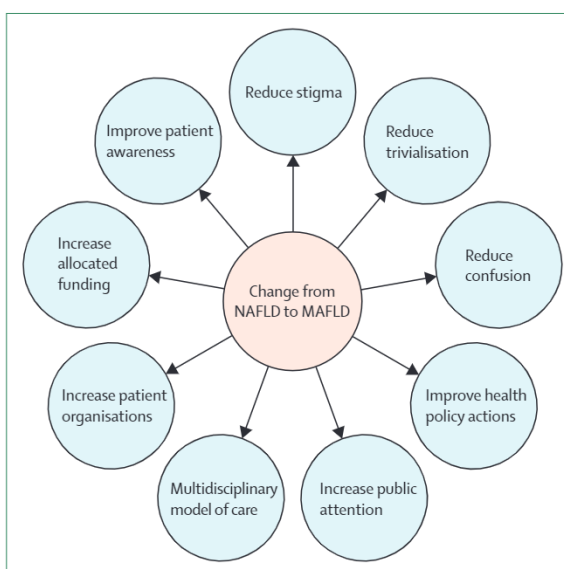 Reduce stigma
Reduce
trivialisation
Reduce
confusion
Improve health
policy actions
Increase public
attention
Multidisciplinary
model of care
Increase patient
organisations
Increase
allocated
funding
Improve patient
awareness
Change from
NAFLD to MAFLD